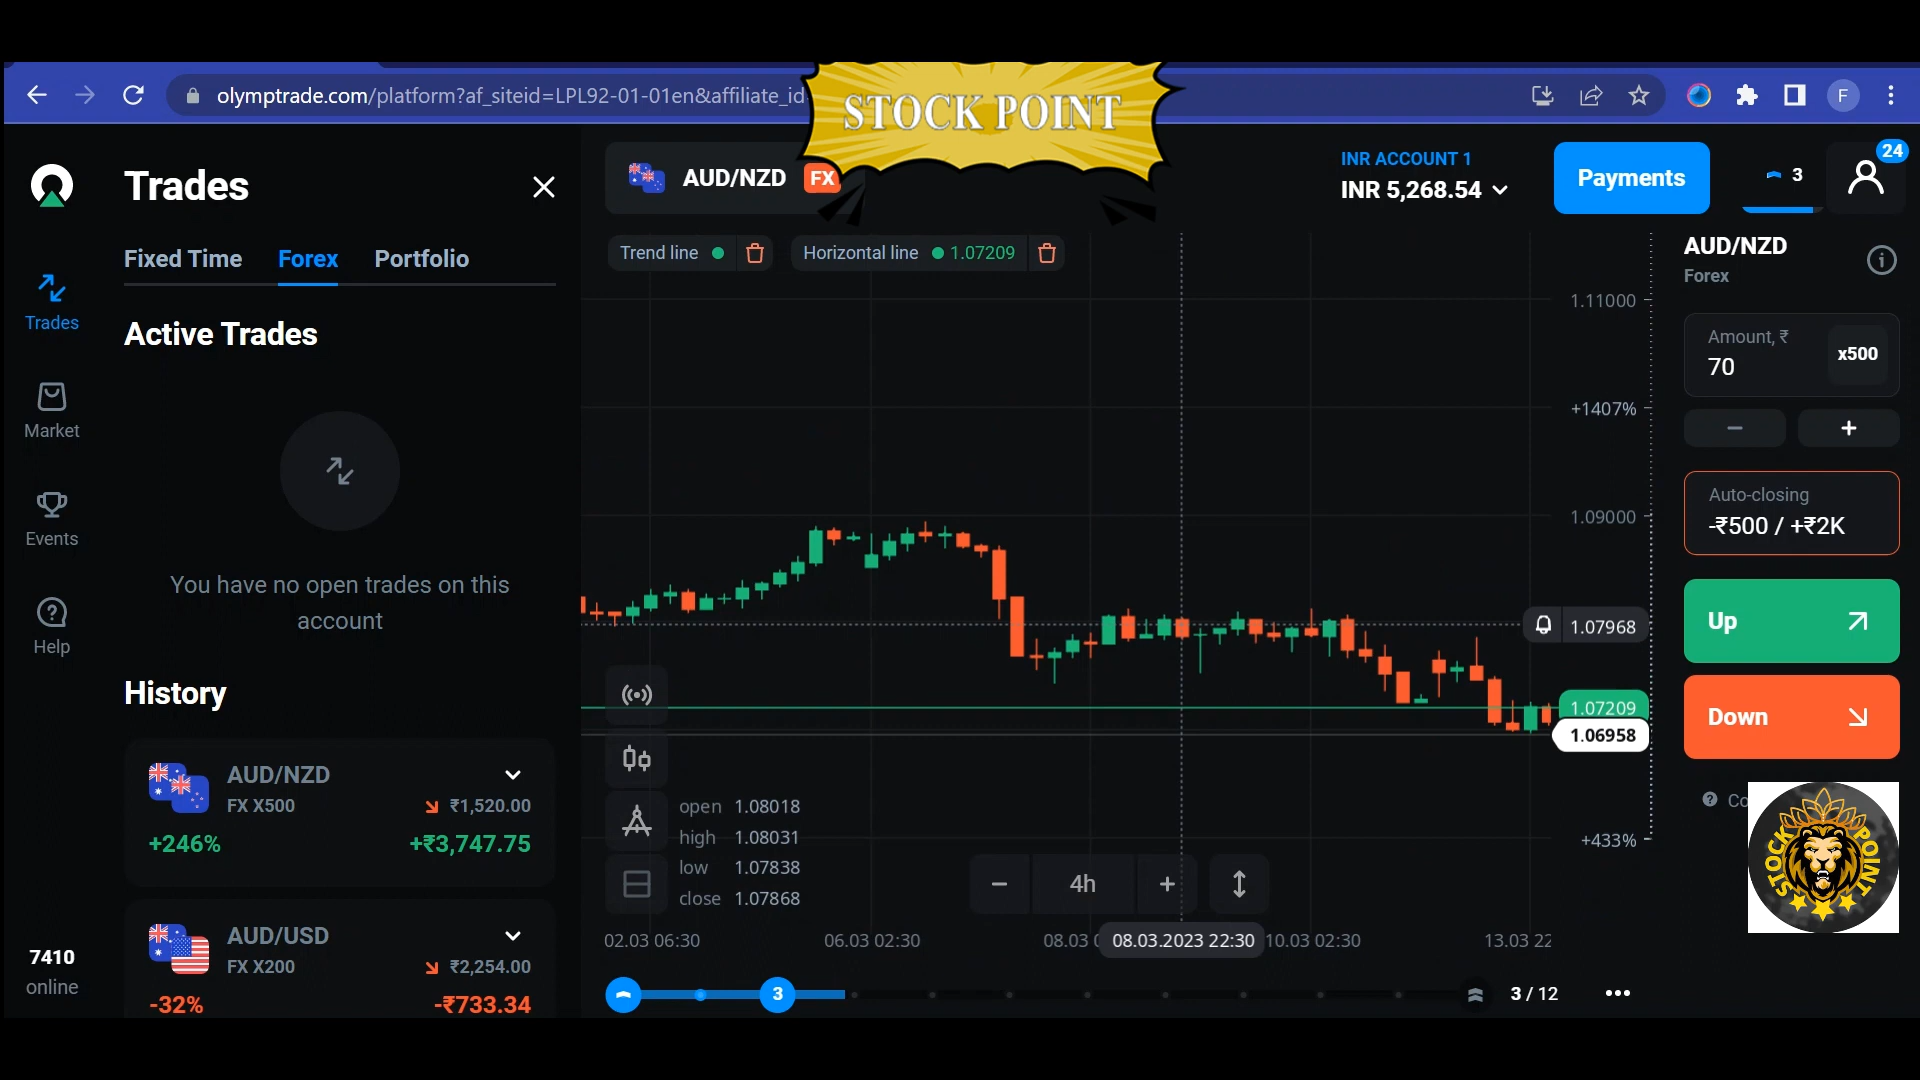 STOCK POINT
olymptrade.com/platform?af_siteid=LPL92-01-01en&affiliate_id
F
Trades
AUD/NZD FX
INR ACCOUNT 1
INR 5,268.54
Payments
3
24
Fixed Time Forex Portfolio
Trend line
Horizontal line 1.07209
AUD/NZD
Forex
Active Trades
Trades
Market
Events
Help
You have no open trades on this
account
History
AUD/NZD
FX X500 ₹1,520.00
+246% +₹3,747.75
AUD/USD
FX X200 ₹2,254.00
-32% -₹733.34
7410
online
1.11000
+1407%
1.09000
1.07968
1.07209
1.06958
+433%
open 1.08018
high 1.08031
low 1.07838
close 1.07868
4h
02.03 06:30 06.03 02:30 08.03 08.03.2023 22:30 10.03 02:30 13.03 22
3
3 / 12
Amount, ₹
70
x500
Auto-closing
-₹500 / +₹2K
Up
Down
Co
STOCK POINT